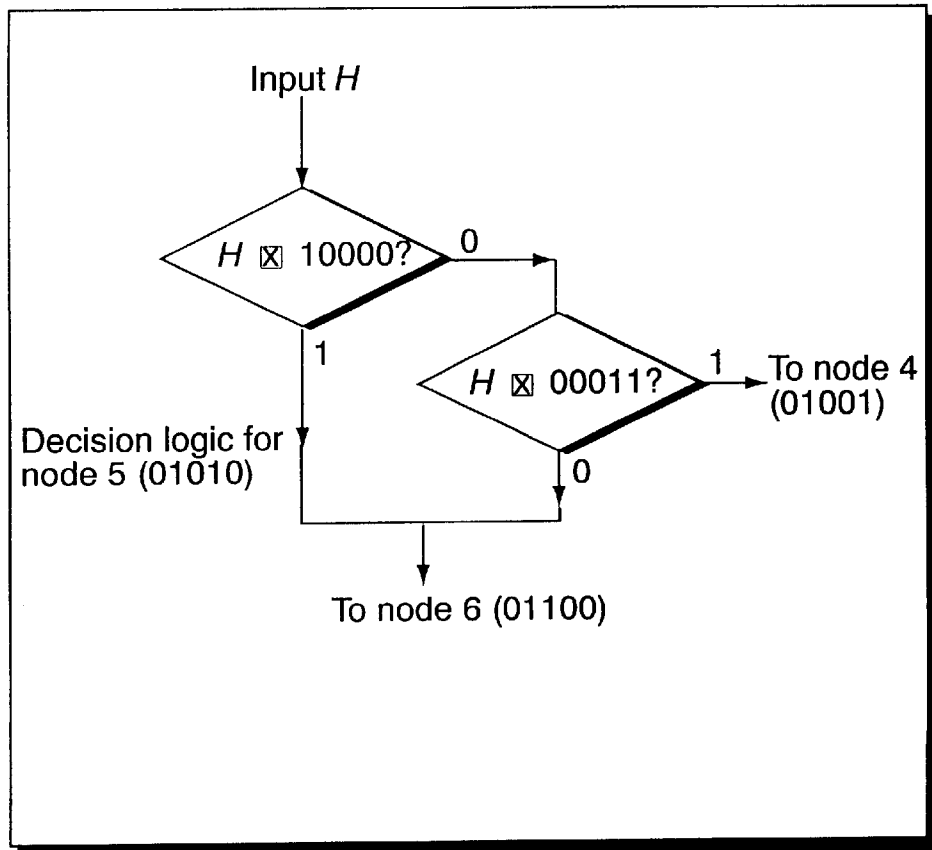 Input H
H ☒ 10000?
0
1
H ☒ 00011?
1
To node 4
(01001)
Decision logic for
node 5 (01010)
0
To node 6 (01100)